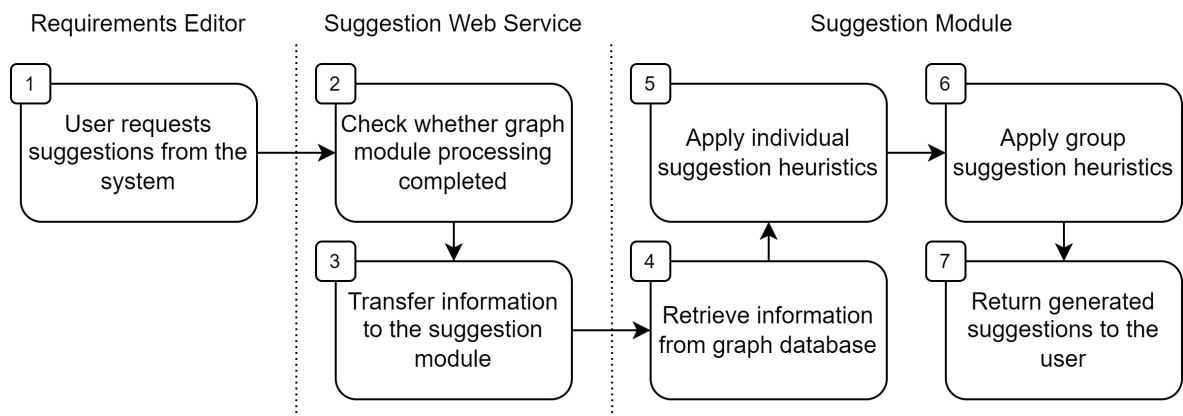 Requirements Editor
Suggestion Web Service
Suggestion Module
1
User requests
suggestions from the
system
2
Check whether graph
module processing
completed
3
Transfer information
to the suggestion
module
4
Retrieve information
from graph database
5
Apply individual
suggestion heuristics
6
Apply group
suggestion heuristics
7
Return generated
suggestions to the
user